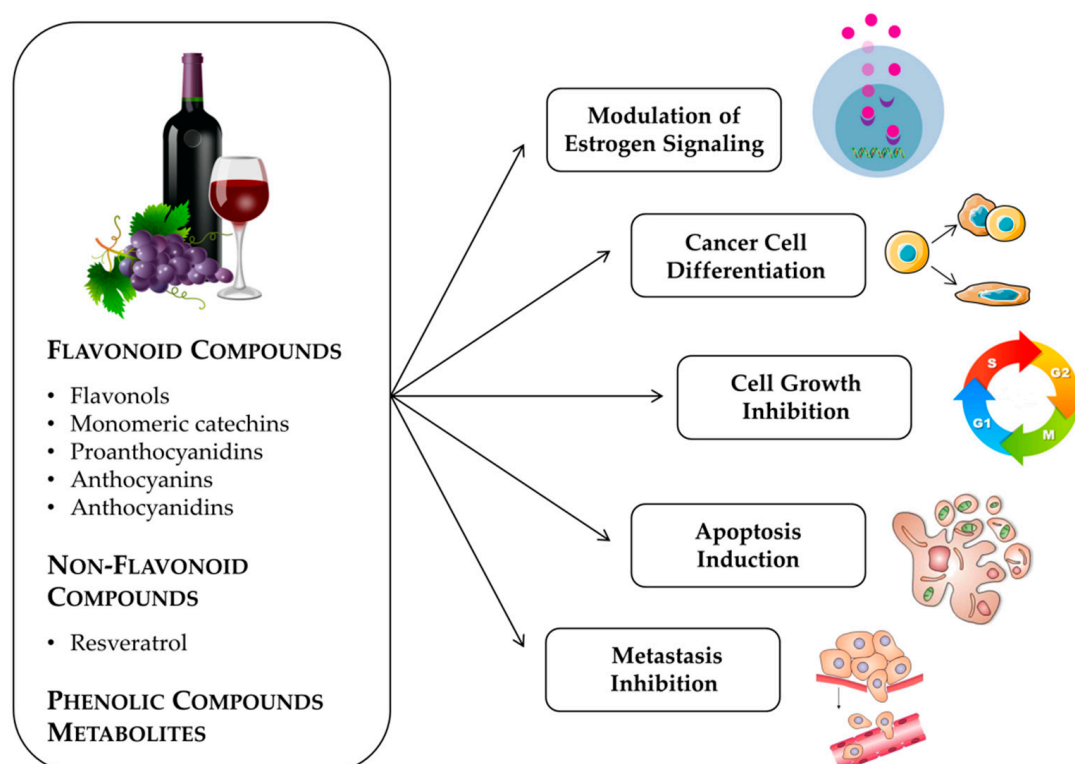 FLAVONOID COMPOUNDS
• Flavonols
• Monomeric catechins
• Proanthocyanidins
• Anthocyanins
• Anthocyanidins
NON-FLAVONOID
COMPOUNDS
• Resveratrol
PHENOLIC COMPOUNDS
METABOLITES
Modulation of
Estrogen Signaling
Cancer Cell
Differentiation
Cell Growth
Inhibition
S
G2
G1
M
Apoptosis
Induction
Metastasis
Inhibition